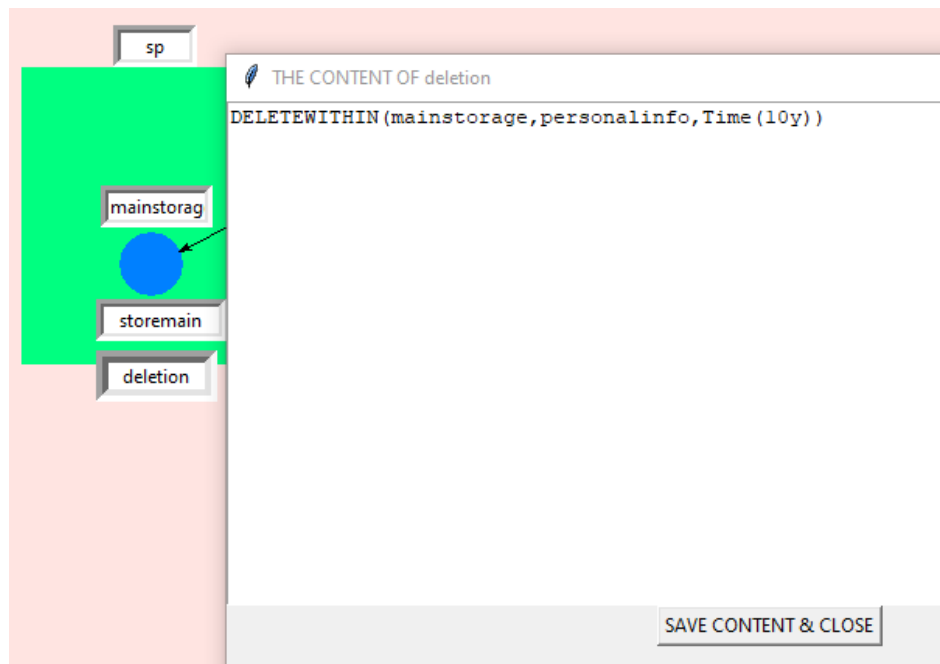 sp
THE CONTENT OF deletion
DELETEWITHIN(mainstorage,personalinfo,Time(10y))
mainstorag
storemain
deletion
SAVE CONTENT & CLOSE